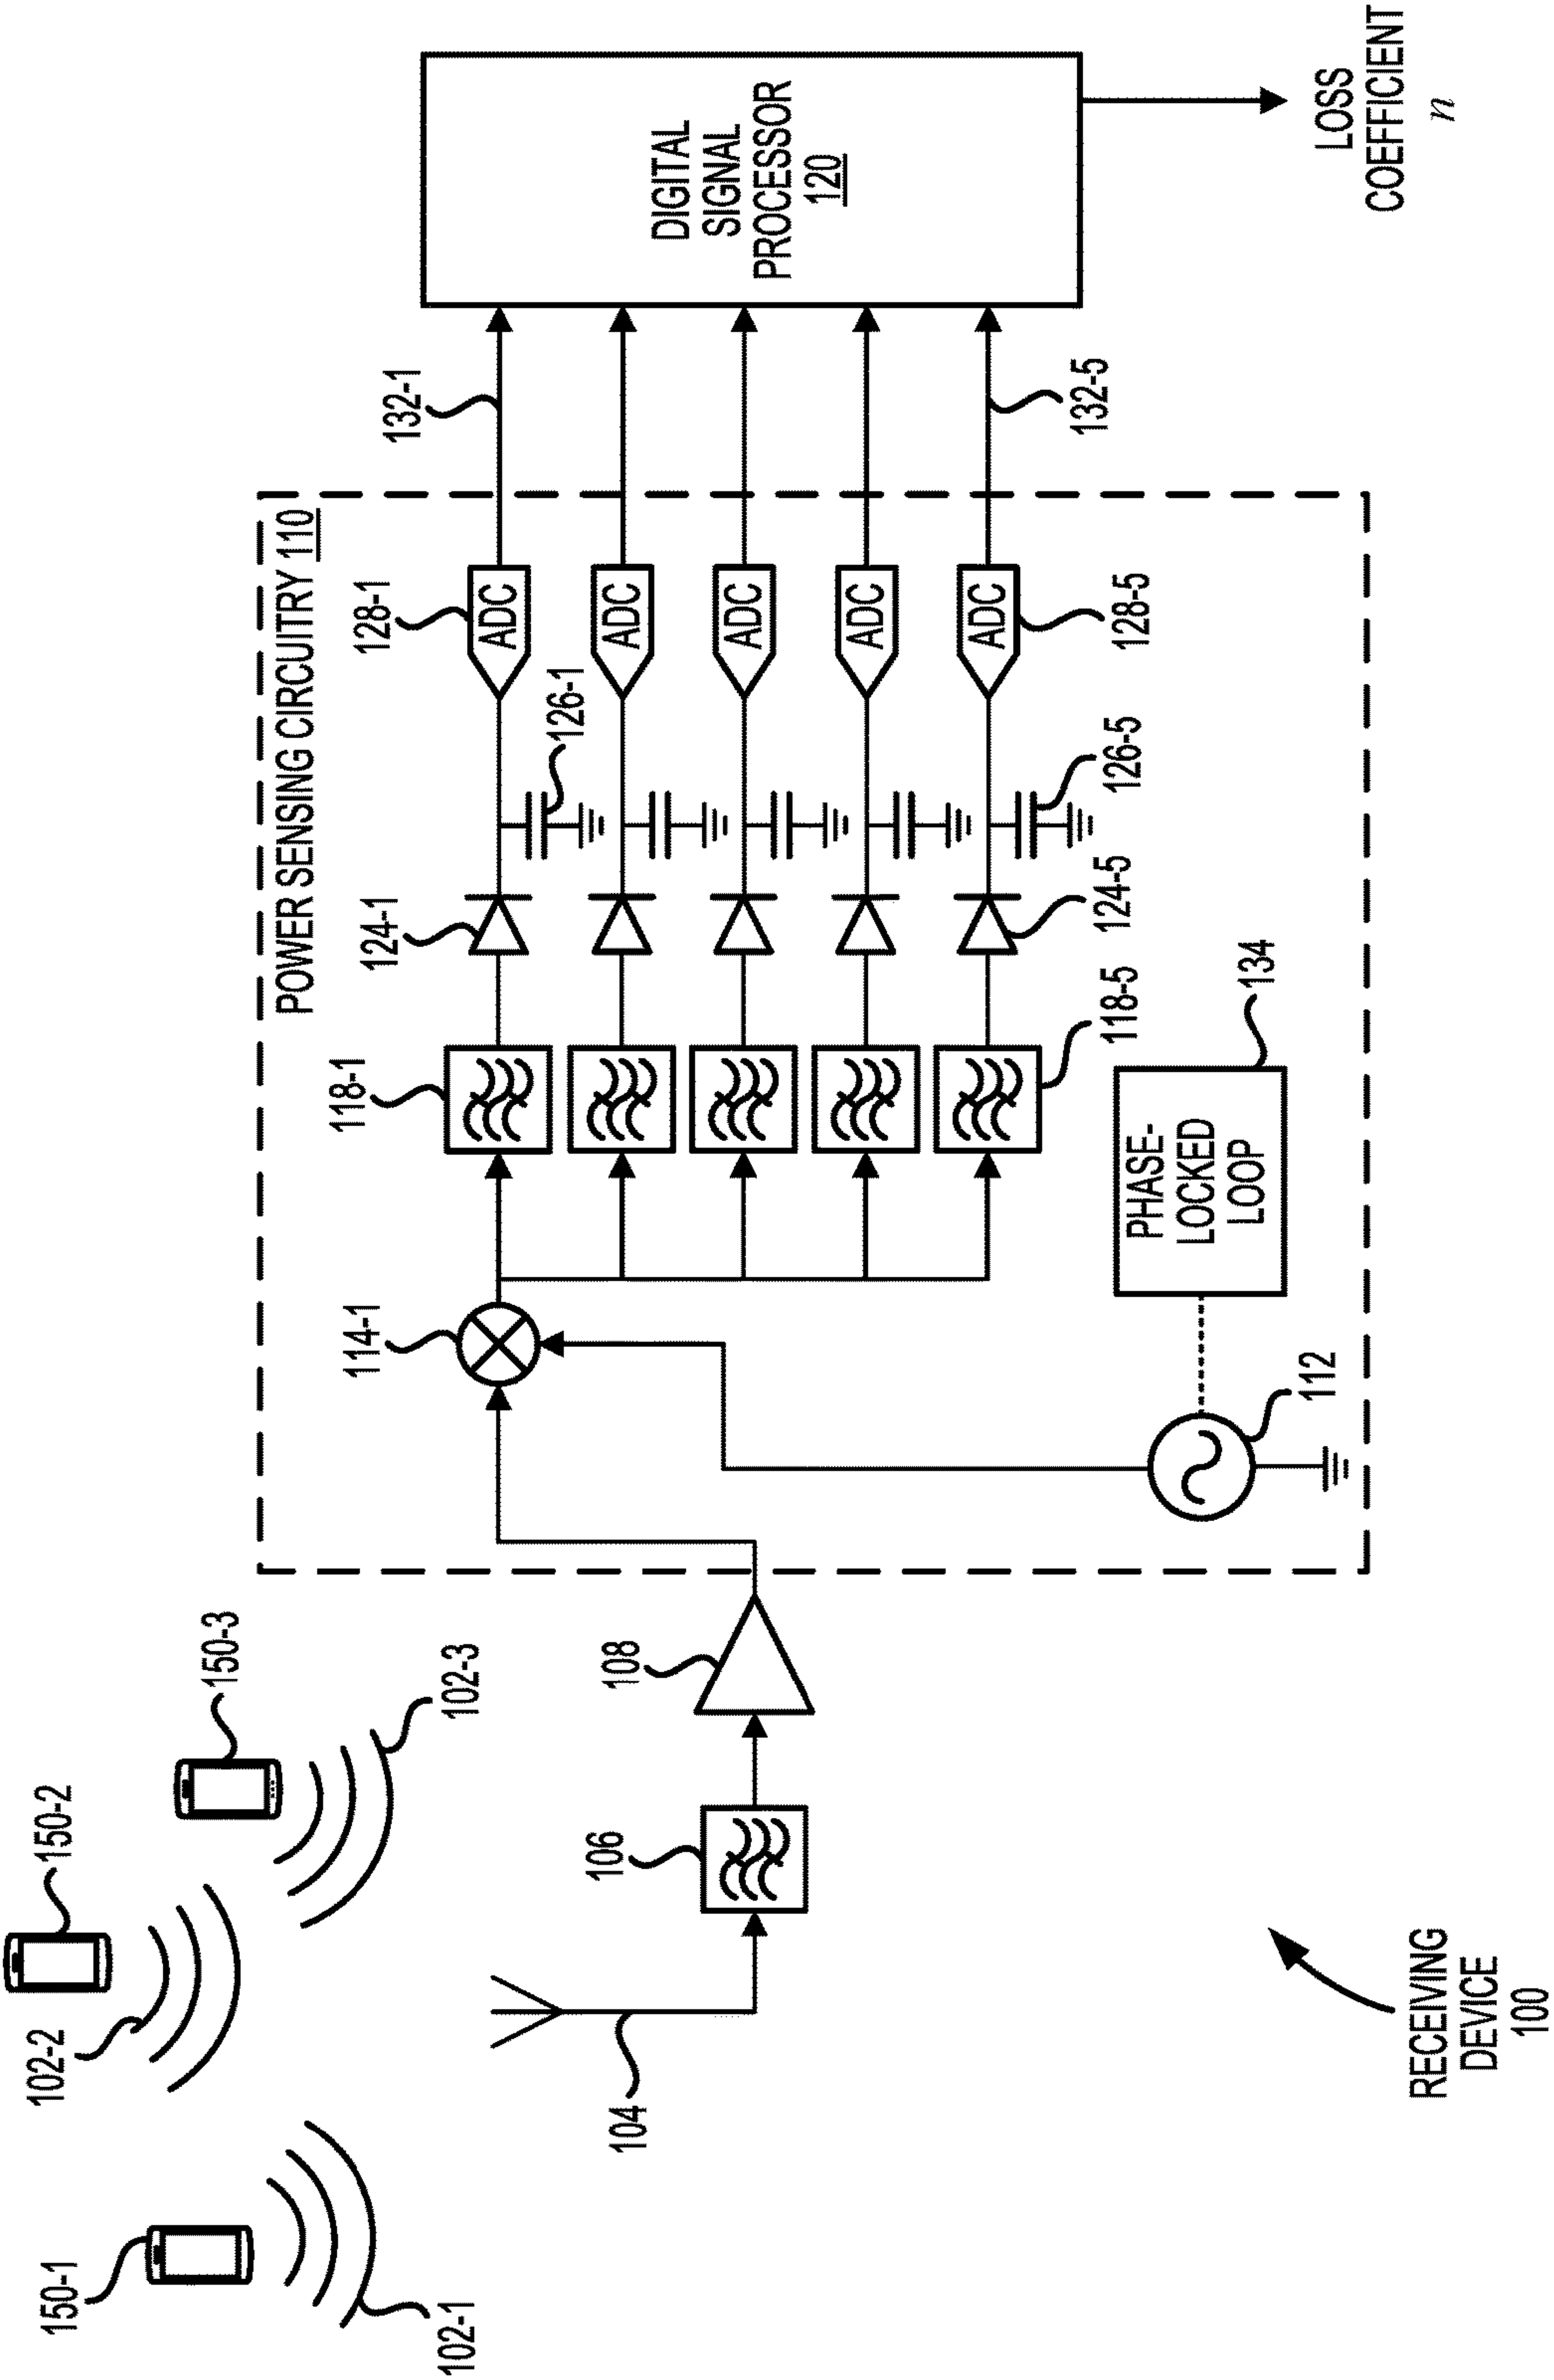 150-1
102-1
102-2
150-2
150-3
102-3
104
106
108
RECEIVING
DEVICE
100
POWER SENSING CIRCUITRY 110
114-1
112
PHASE-
LOCKED
LOOP
134
118-1
118-5
124-1
124-5
126-1
126-5
128-1
ADC
ADC
ADC
ADC
ADC
128-5
132-1
132-5
DIGITAL
SIGNAL
PROCESSOR
120
LOSS
COEFFICIENT
n